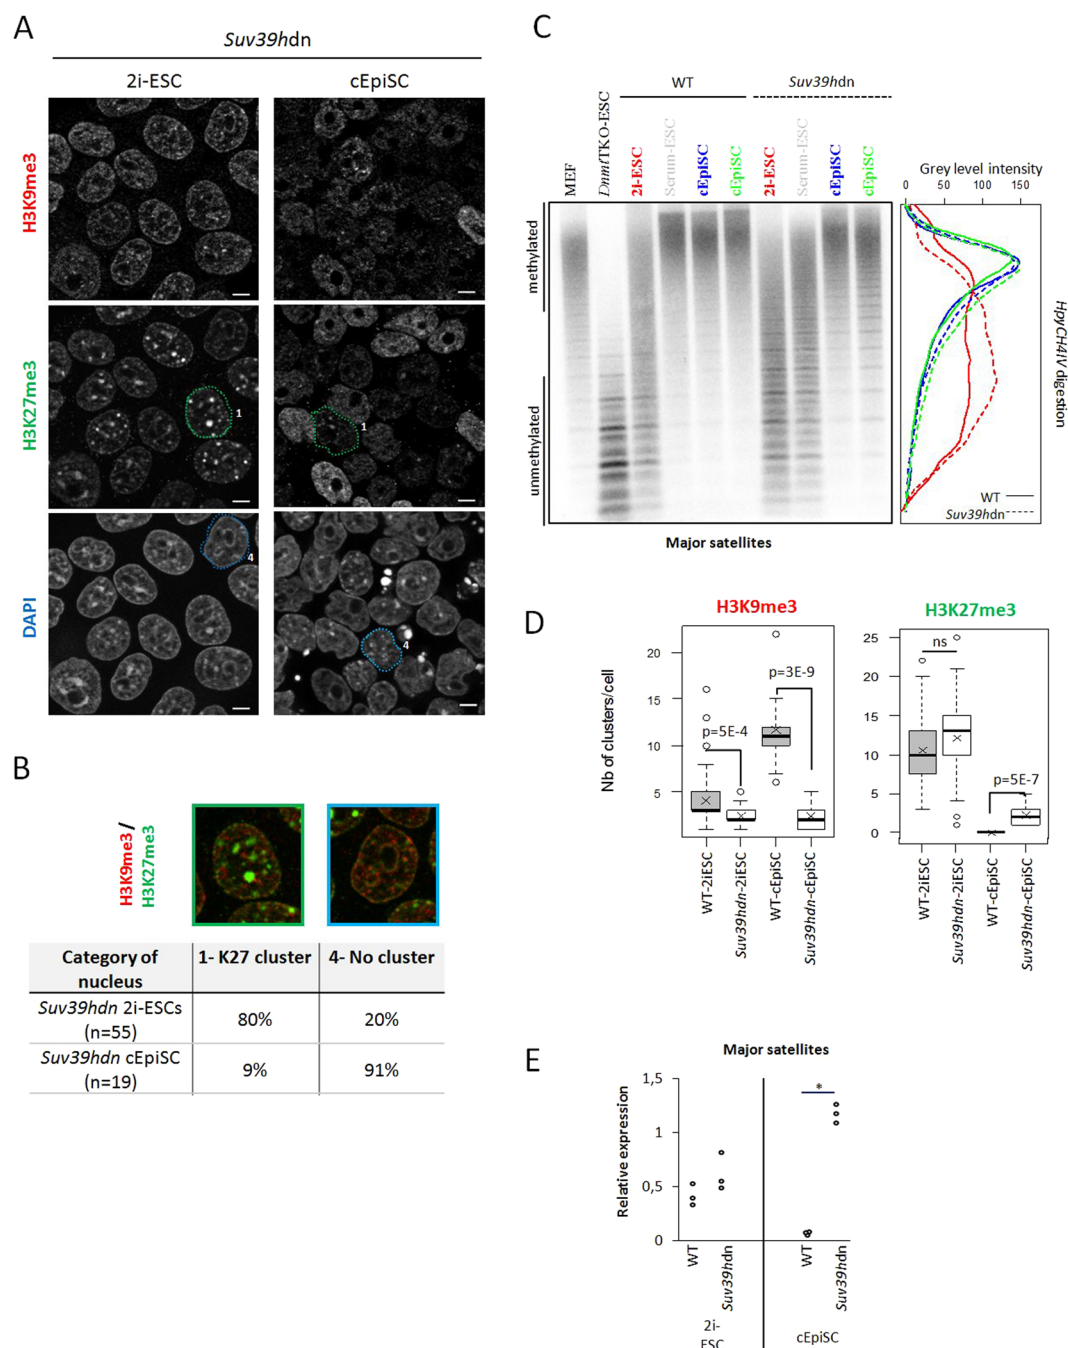 A
Suv39hdn
2i-ESC
cEpiSC
H3K9me3
H3K27me3
1
1
DAPI
4
4
B
H3K9me3/
H3K27me3
Category of nucleus
1- K27 cluster
4- No cluster
Suv39hdn 2i-ESCs
(n=55)
80%
20%
Suv39hdn cEpiSC
(n=19)
9%
91%
C
WT
Suv39hdn
MEF
DnmtTKO-ESC
2i-ESC
Serum-ESC
cEpiSC
cEpiSC
2i-ESC
Serum-ESC
cEpiSC
cEpiSC
methylated
unmethylated
Major satellites
Grey level intensity
0 50 100 150
HpyCH4IV digestion
WT
Suv39hdn
D
H3K9me3
Nb of clusters/cell
20
15
10
5
p=5E-4
p=3E-9
WT-2iESC
Suv39hdn-2iESC
WT-cEpiSC
Suv39hdn-cEpiSC
H3K27me3
25
20
15
10
5
0
ns
p=5E-7
WT-2iESC
Suv39hdn-2iESC
WT-cEpiSC
Suv39hdn-cEpiSC
E
Major satellites
Relative expression
1,5
1
0,5
0
*
WT
Suv39hdn
WT
Suv39hdn
2i-
ESC
cEpiSC